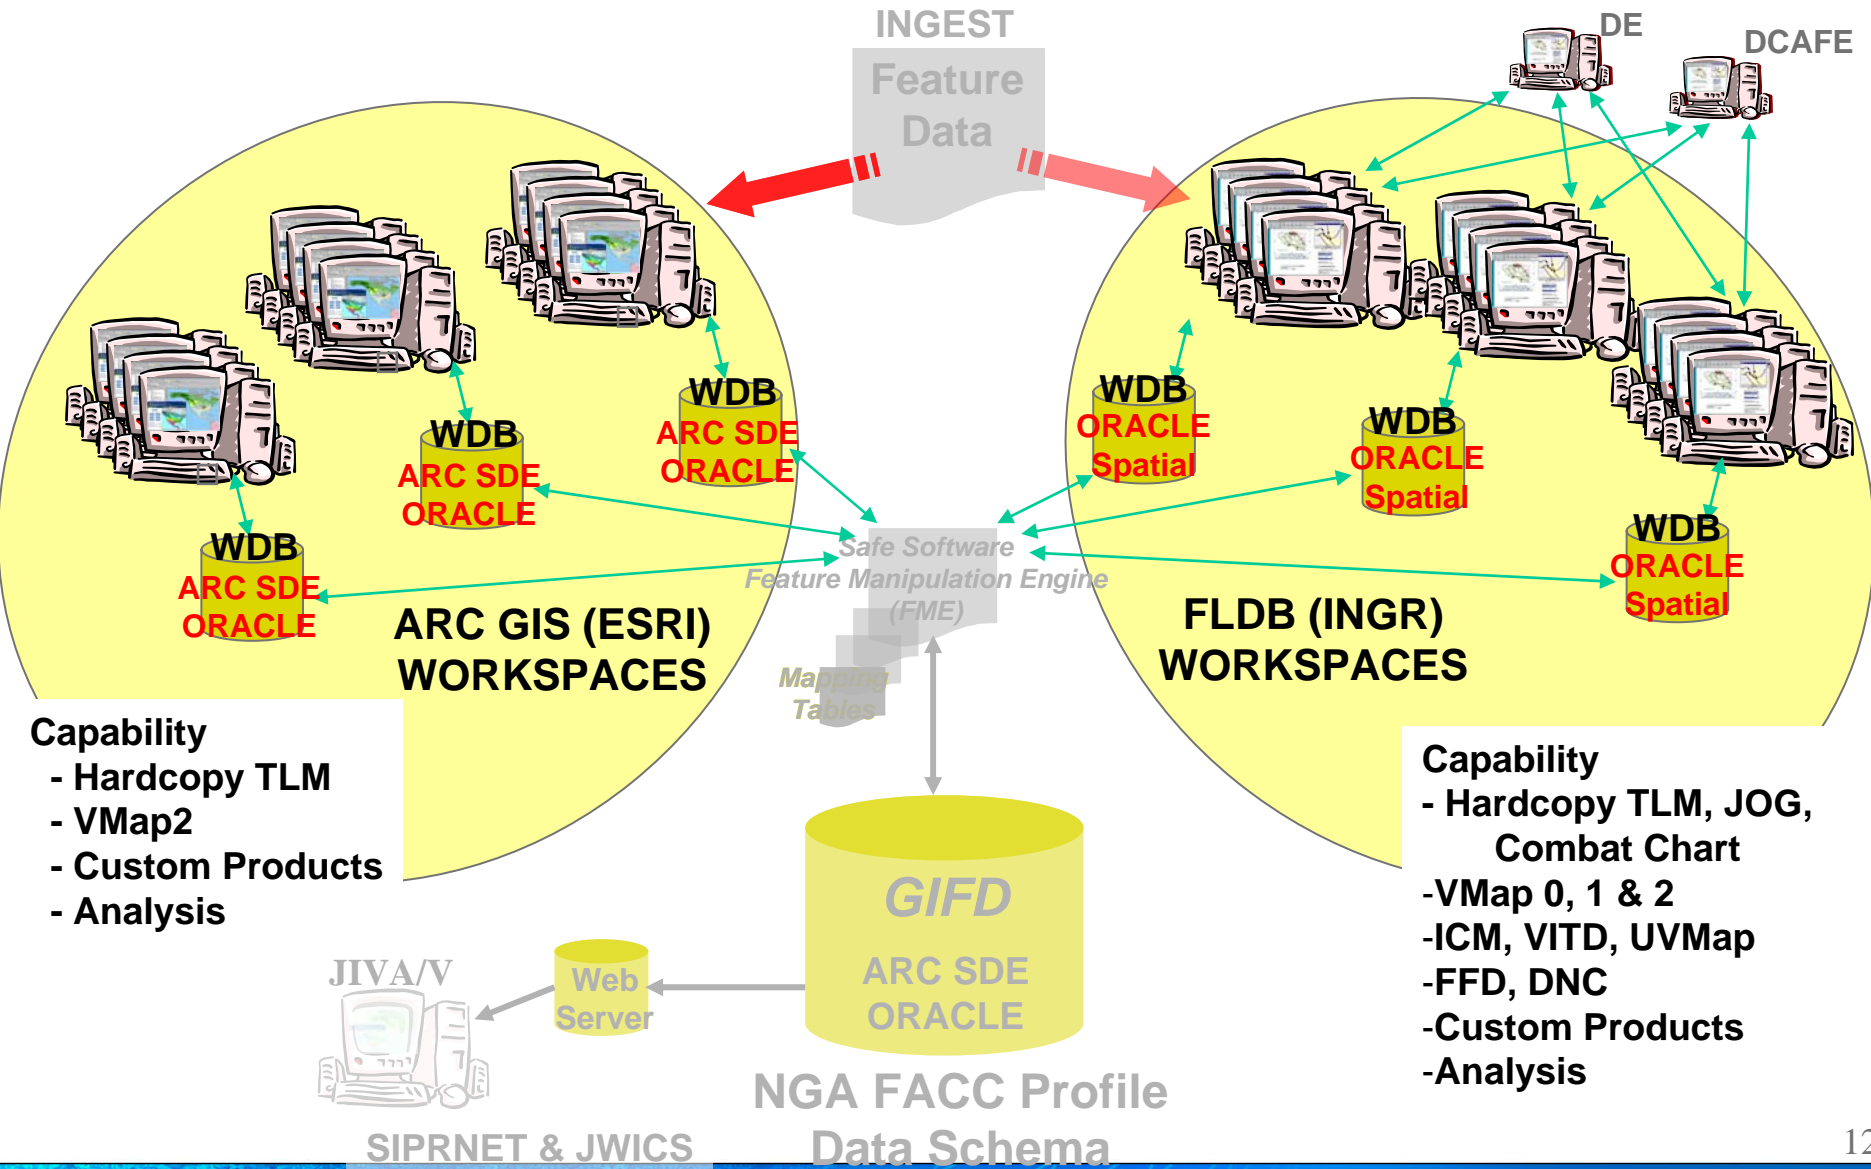 INGEST
Feature
Data
DE
DCAFE
WDB
ARC SDE
ORACLE
WDB
ARC SDE
ORACLE
WDB
ARC SDE
ORACLE
ARC GIS (ESRI)
WORKSPACES
WDB
ORACLE
Spatial
WDB
ORACLE
Spatial
WDB
ORACLE
Spatial
FLDB (INGR)
WORKSPACES
Safe Software
Feature Manipulation Engine
(FME)
Mapping
Tables
Capability
- Hardcopy TLM
- VMap2
- Custom Products
- Analysis
Capability
- Hardcopy TLM, JOG,
Combat Chart
-VMap 0, 1 & 2
-ICM, VITD, UVMap
-FFD, DNC
-Custom Products
-Analysis
GIFD
ARC SDE
ORACLE
Web
Server
JIVA/V
SIPRNET & JWICS
NGA FACC Profile
Data Schema
12